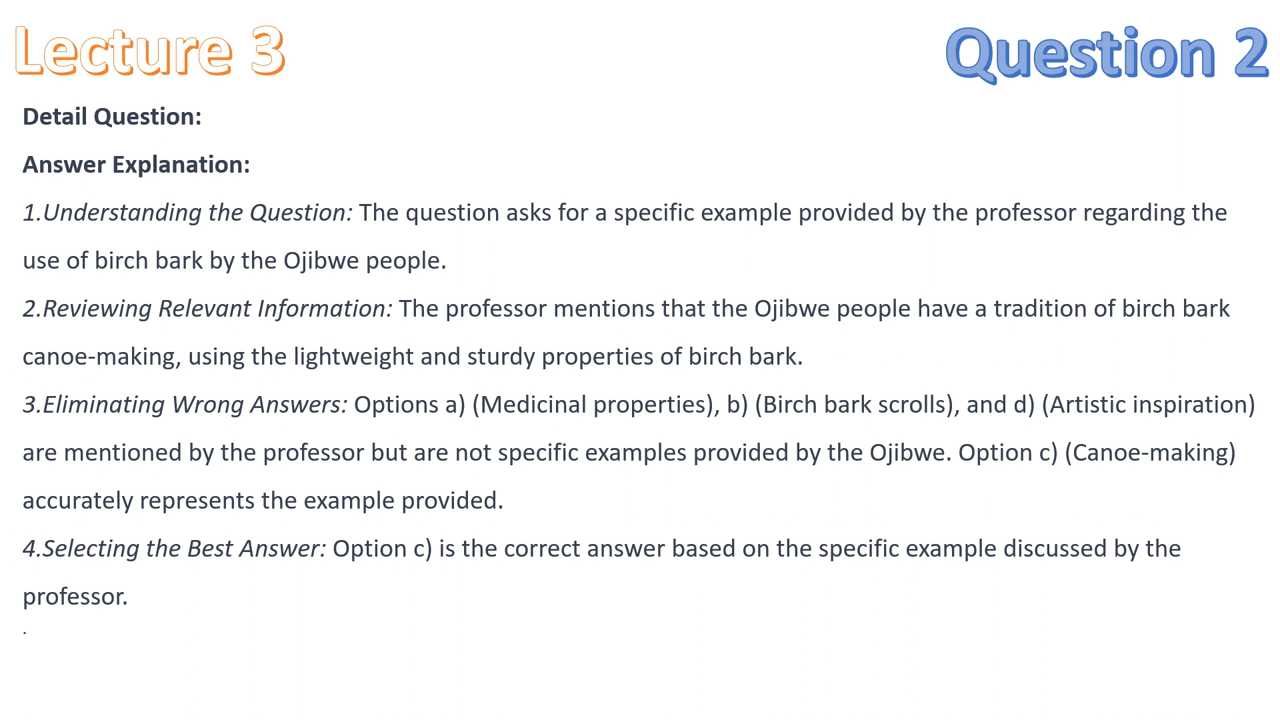 Lecture 3
Question 2
Detail Question:
Answer Explanation:
1.Understanding the Question: The question asks for a specific example provided by the professor regarding the
use of birch bark by the Ojibwe people.
2.Reviewing Relevant Information: The professor mentions that the Ojibwe people have a tradition of birch bark
canoe-making, using the lightweight and sturdy properties of birch bark.
3.Eliminating Wrong Answers: Options a) (Medicinal properties), b) (Birch bark scrolls), and d) (Artistic inspiration)
are mentioned by the professor but are not specific examples provided by the Ojibwe. Option c) (Canoe-making)
accurately represents the example provided.
4.Selecting the Best Answer: Option c) is the correct answer based on the specific example discussed by the
professor.
.